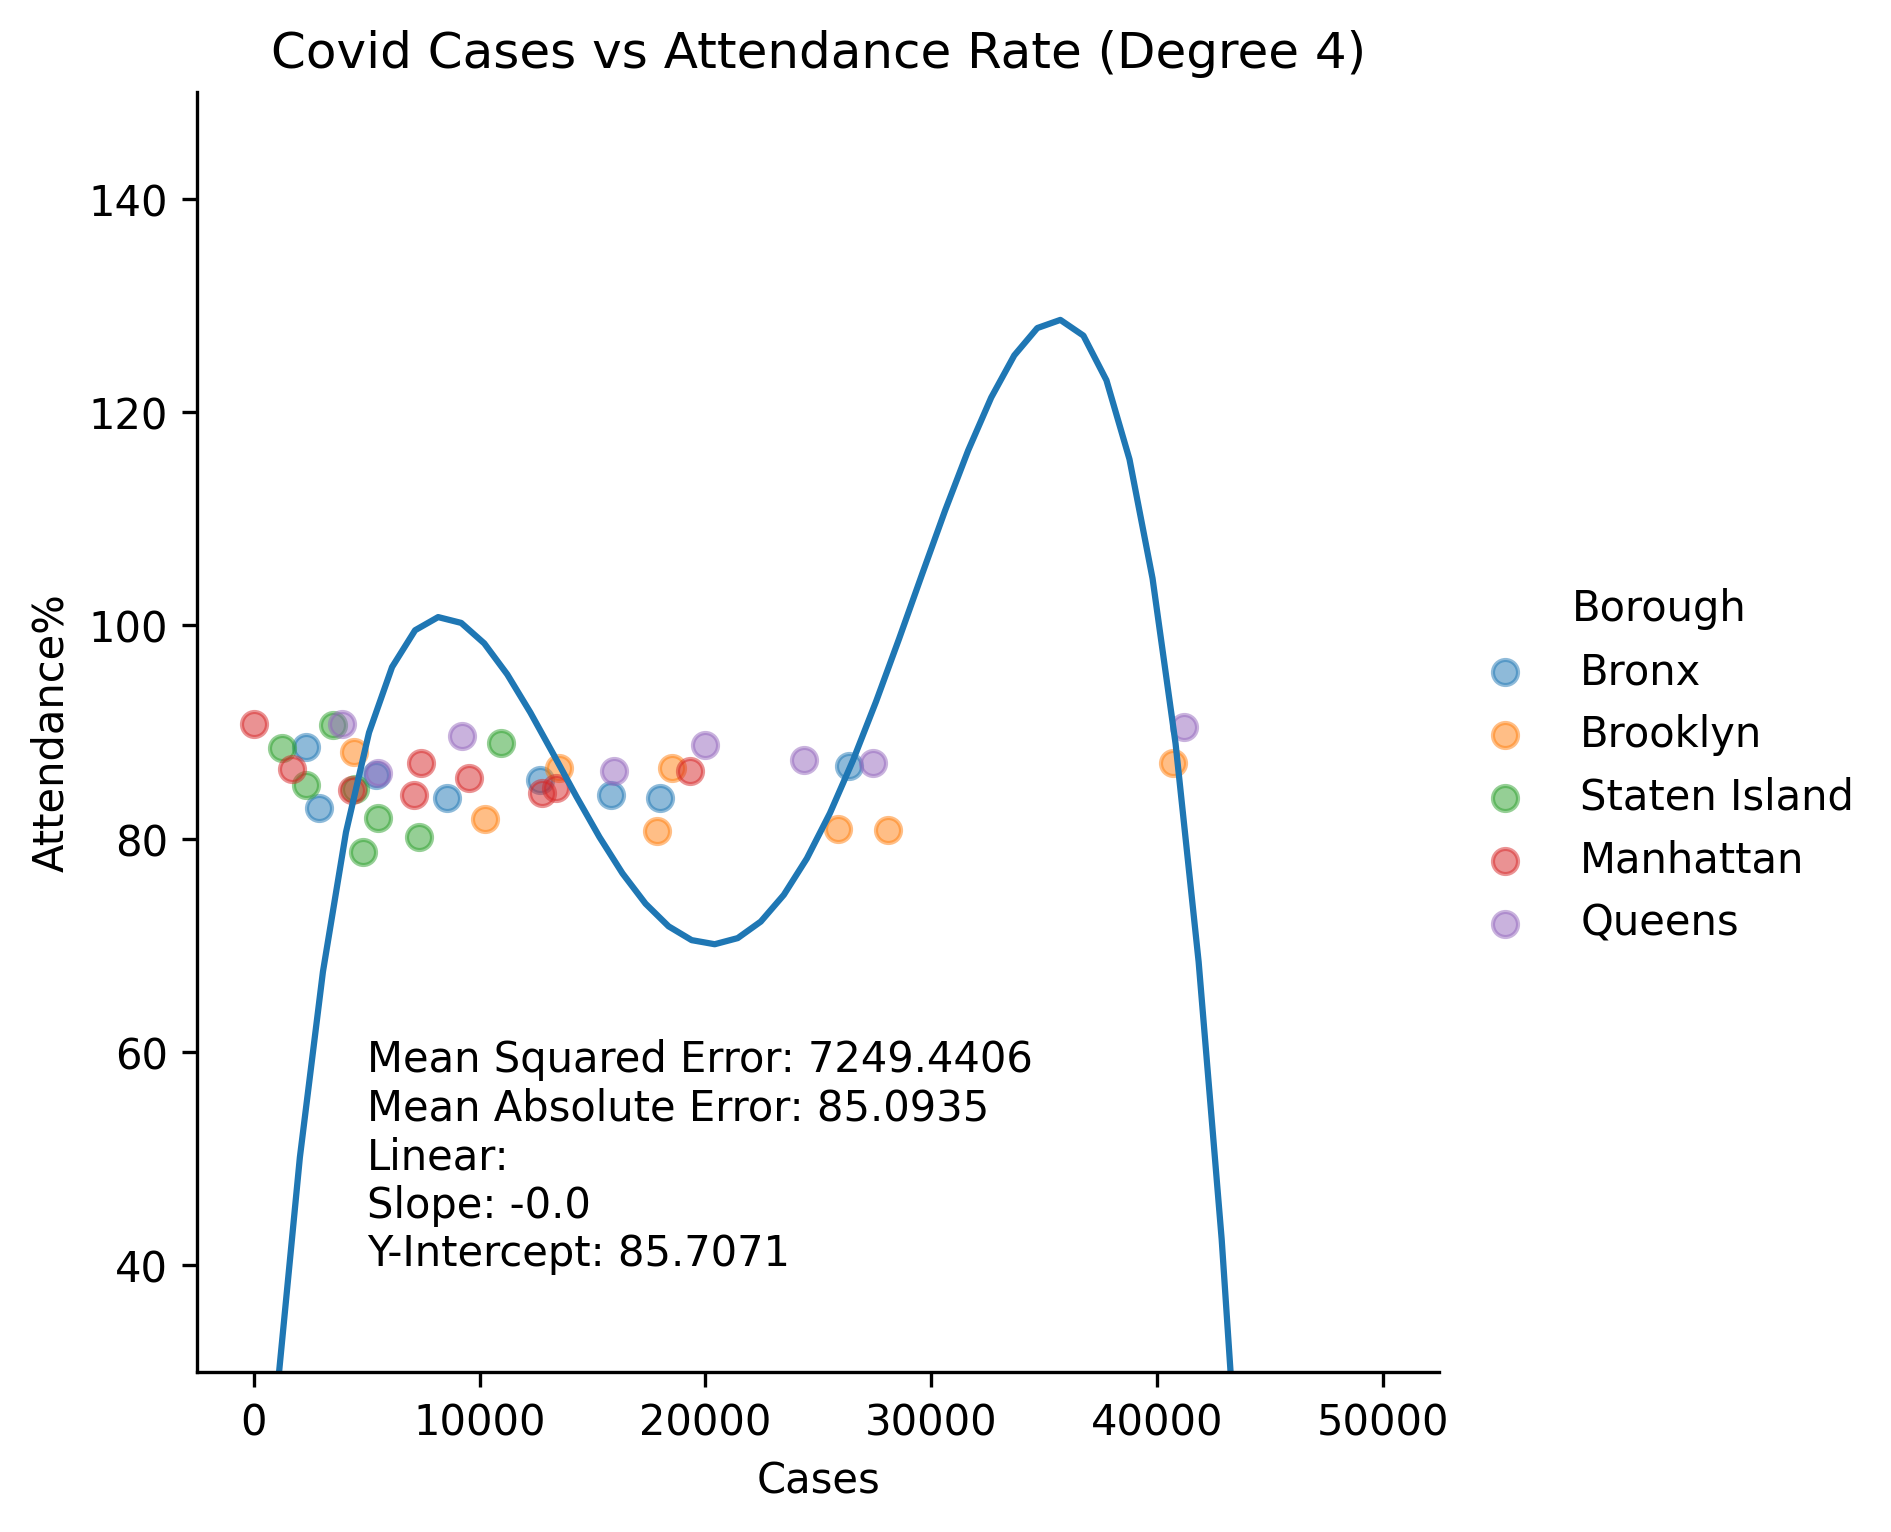 Covid Cases vs Attendance Rate (Degree 4)
Attendance%
140
120
100
80
60
40
Mean Squared Error: 7249.4406
Mean Absolute Error: 85.0935
Linear:
Slope: -0.0
Y-Intercept: 85.7071
0 10000 20000 30000 40000 50000
Cases
Borough
Bronx
Brooklyn
Staten Island
Manhattan
Queens